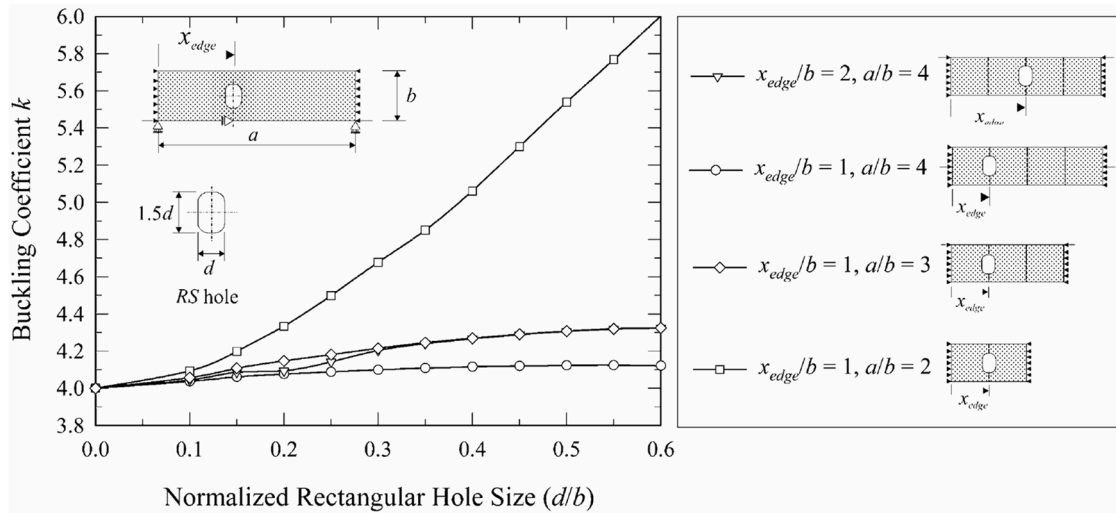 Buckling Coefficient k
6.0
5.8
5.6
5.4
5.2
5.0
4.8
4.6
4.4
4.2
4.0
3.8
x_edge
b
a
1.5d
d
RS hole
0.0 0.1 0.2 0.3 0.4 0.5 0.6
Normalized Rectangular Hole Size (d/b)
x_edge/b = 2, a/b = 4
x_edge
x_edge/b = 1, a/b = 4
x_edge
x_edge/b = 1, a/b = 3
x_edge
x_edge/b = 1, a/b = 2
x_edge